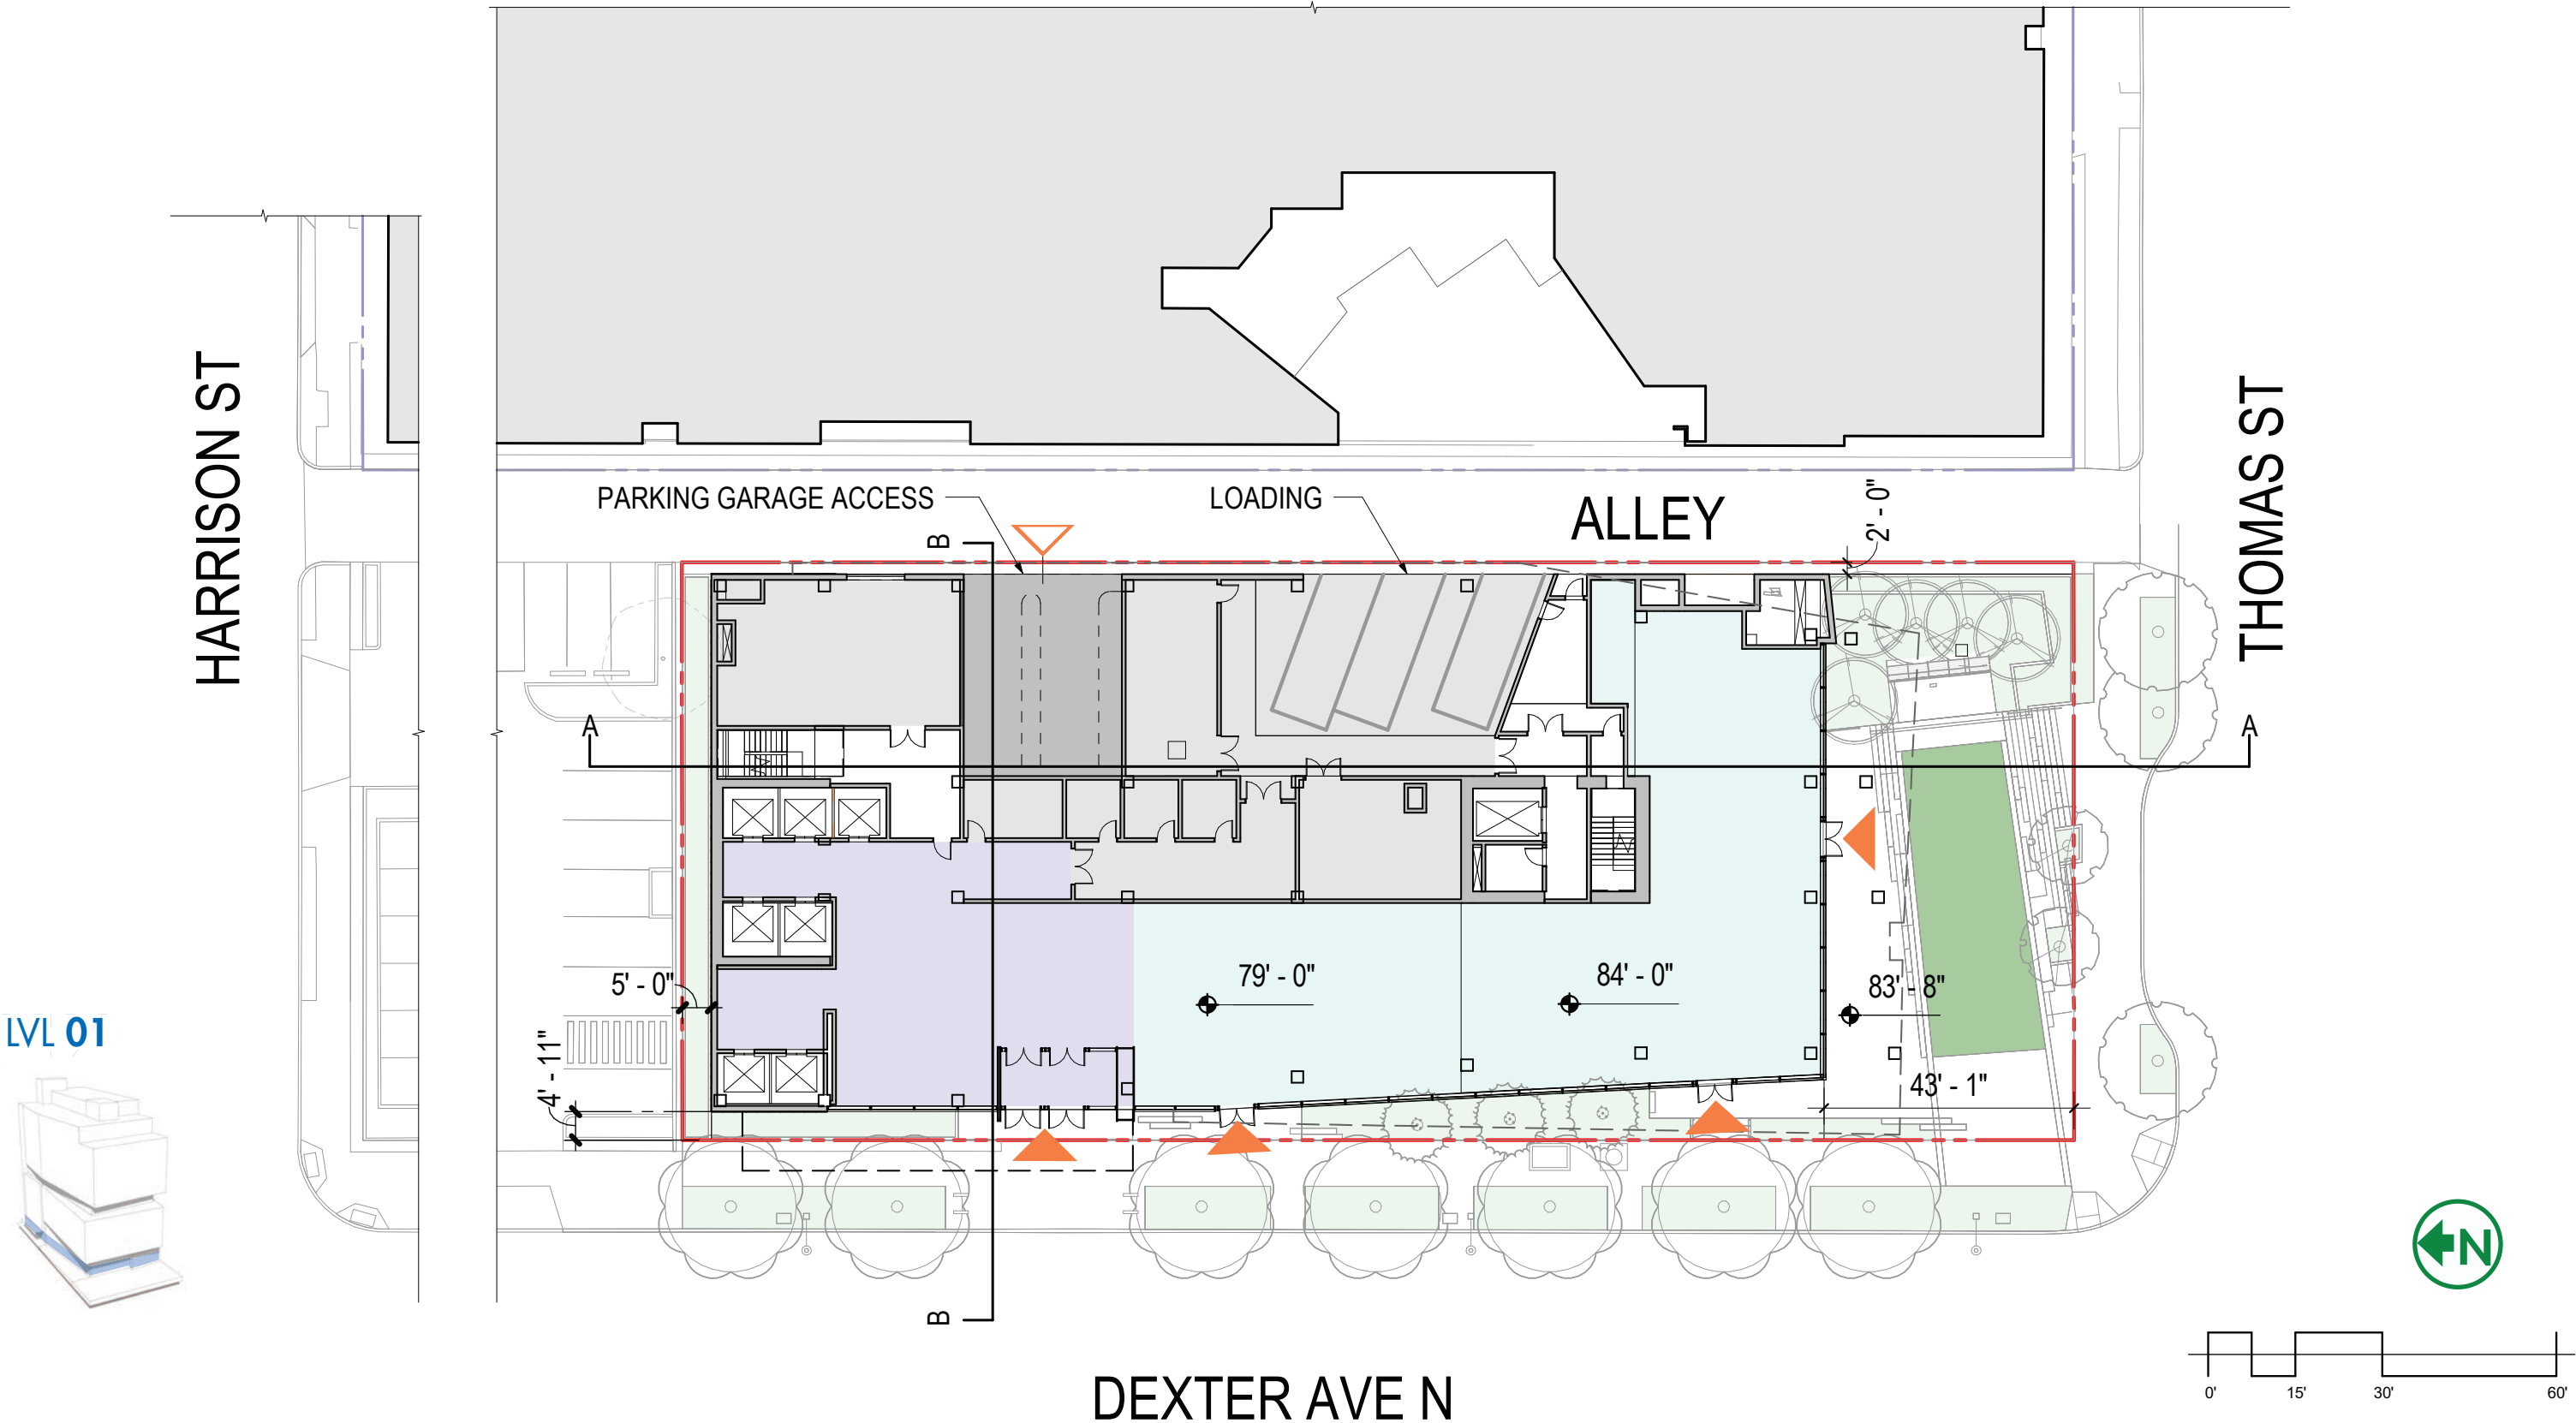 HARRISON ST
THOMAS ST
PARKING GARAGE ACCESS
LOADING
ALLEY
2' - 0"
B
A
A
5' - 0"
79' - 0"
84' - 0"
83' - 8"
LVL 01
4' - 11"
43' - 1"
N
B
DEXTER AVE N
0' 15' 30' 60'